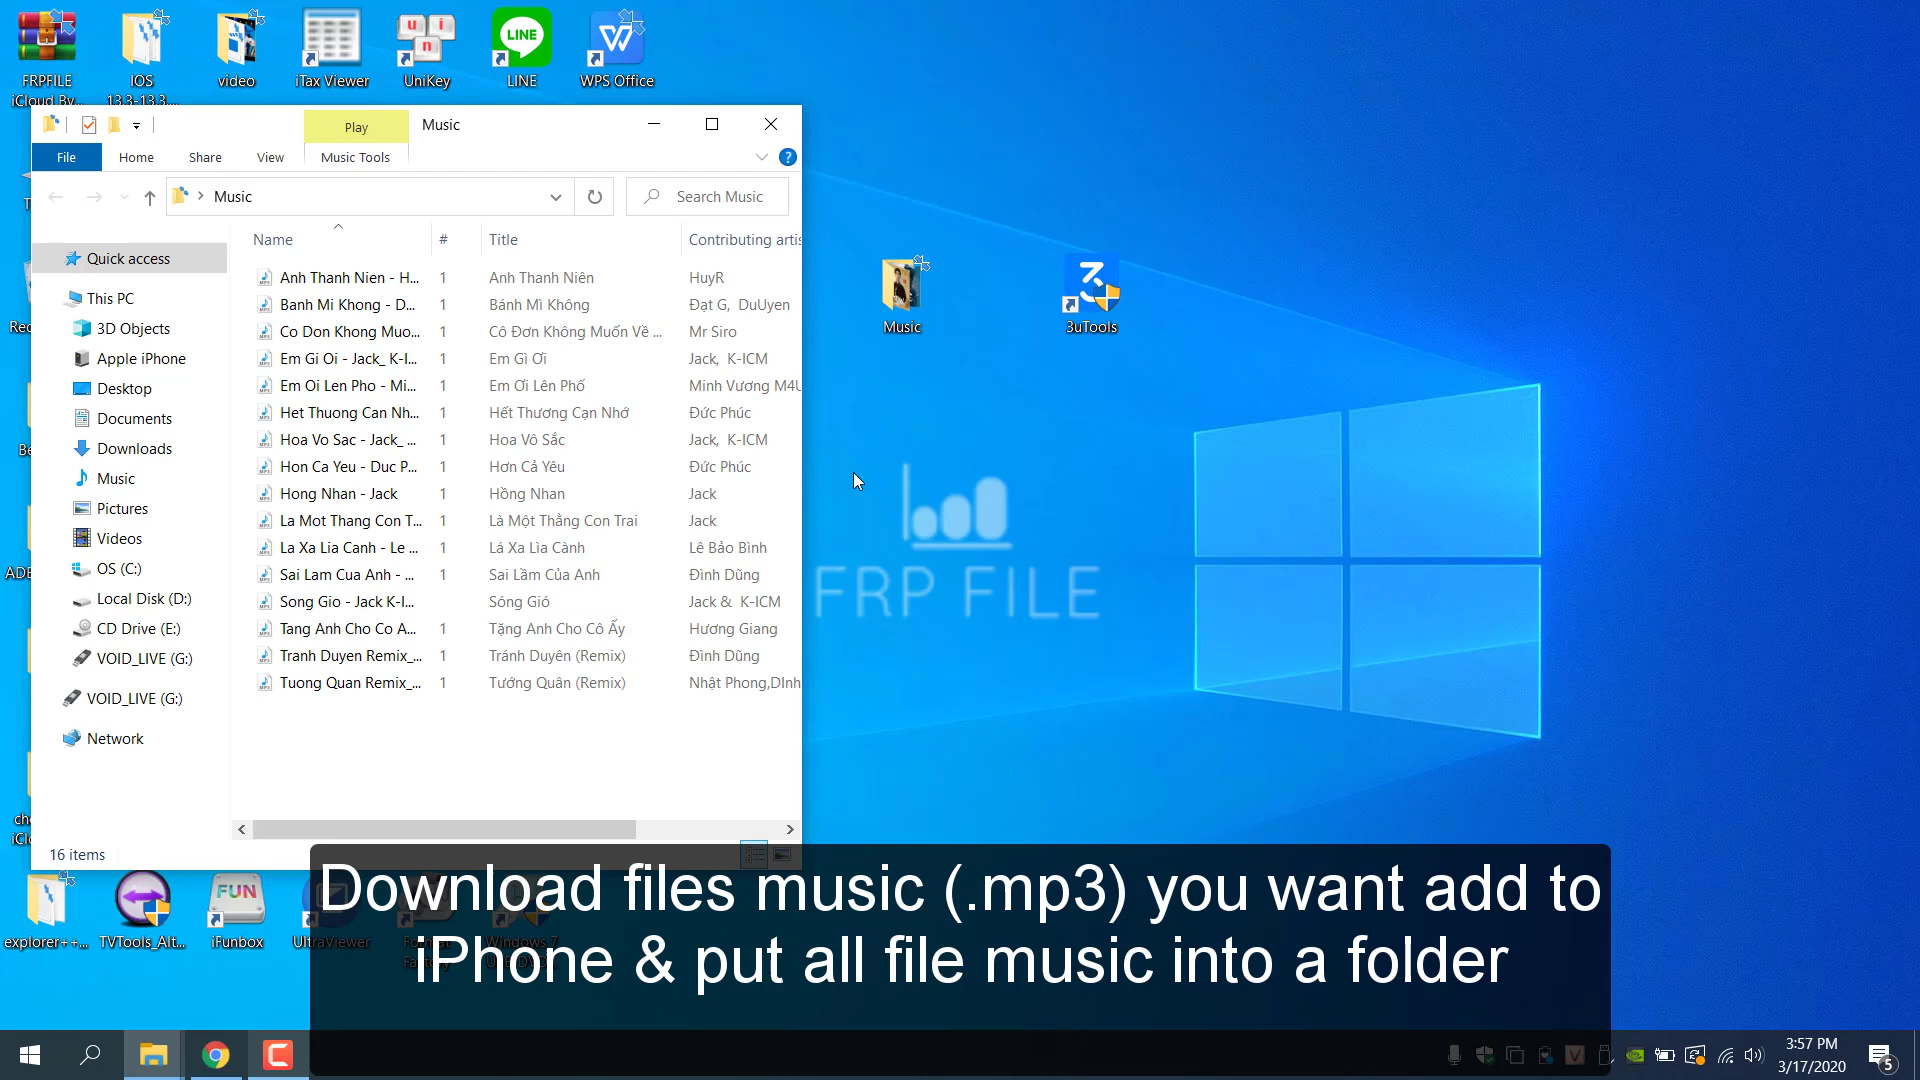 FRPFILE
iCloud By...
IOS
13.3-13.3....
video
iTax Viewer
UniKey
LINE
LINE
WPS Office
Play
Music
File
Home
Share
View
Music Tools
Music
Search Music
Name
#
Title
Contributing artis
Quick access
This PC
3D Objects
Apple iPhone
Desktop
Documents
Downloads
Music
Pictures
Videos
OS (C:)
Local Disk (D:)
CD Drive (E:)
VOID_LIVE (G:)
VOID_LIVE (G:)
Network
Anh Thanh Nien - H... 1 Anh Thanh Niên HuyR
Banh Mi Khong - D... 1 Bánh Mì Không Đạt G, DuUyen
Co Don Khong Muo... 1 Cô Đơn Không Muốn Về ... Mr Siro
Em Gi Oi - Jack_ K-I... 1 Em Gì Ơi Jack, K-ICM
Em Oi Len Pho - Mi... 1 Em Ơi Lên Phố Minh Vương M4U
Het Thuong Can Nh... 1 Hết Thương Cạn Nhớ Đức Phúc
Hoa Vo Sac - Jack_ ... 1 Hoa Vô Sắc Jack, K-ICM
Hon Ca Yeu - Duc P... 1 Hơn Cả Yêu Đức Phúc
Hong Nhan - Jack 1 Hồng Nhan Jack
La Mot Thang Con T... 1 Là Một Thằng Con Trai Jack
La Xa Lia Canh - Le ... 1 Lá Xa Lìa Cành Lê Bảo Bình
Sai Lam Cua Anh - ... 1 Sai Lầm Của Anh Đình Dũng
Song Gio - Jack K-I... Sóng Gió Jack & K-ICM
Tang Anh Cho Co A... 1 Tặng Anh Cho Cô Ấy Hương Giang
Tranh Duyen Remix_... 1 Tránh Duyên (Remix) Đình Dũng
Tuong Quan Remix_... 1 Tướng Quân (Remix) Nhật Phong,DInh
16 items
Music
3uTools
FRP FILE
explorer++...
TVTools_Alt...
FUN
iFunbox
UltraViewer
Download files music (.mp3) you want add to
iPhone & put all file music into a folder
3:57 PM
3/17/2020
5